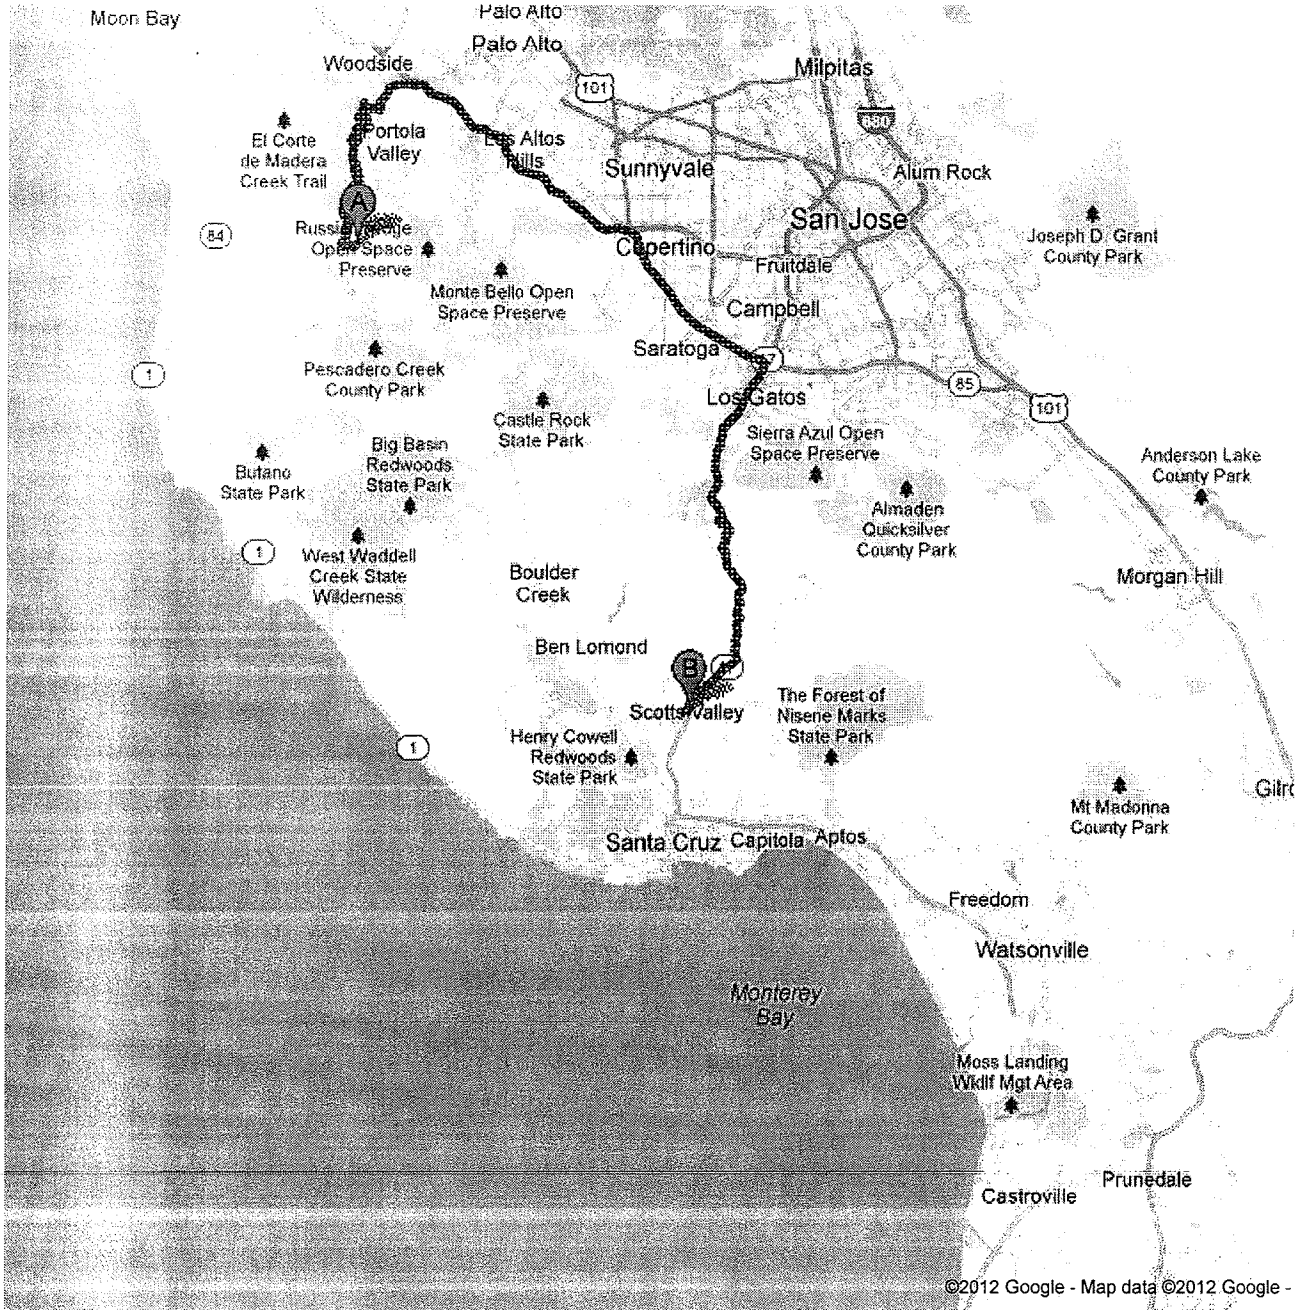 Moon Bay
Palo Alto
Palo Alto
Woodside
101
Milpitas
680
El Corte
de Madera
Creek Trail
Portola
Valley
Los Altos
Hills
Sunnyvale
Alum Rock
A
San Jose
84
Open Space
Preserve
Cupertino
Fruitdale
Joseph D. Grant
County Park
Monte Bello Open
Space Preserve
Campbell
Saratoga
1
Pescadero Creek
County Park
85
101
Los Gatos
Castle Rock
State Park
Sierra Azul Open
Space Preserve
Big Basin
Redwoods
State Park
Butano
State Park
Anderson Lake
County Park
Almaden
Quicksilver
County Park
1
West Waddell
Creek State
Wilderness
Boulder
Creek
Morgan Hill
Ben Lomond
B
The Forest of
Nisene Marks
State Park
Scotts Valley
Henry Cowell
Redwoods
State Park
1
Mt Madonna
County Park
Gilro
Santa Cruz
Capitola
Aptos
Freedom
Watsonville
Monterey
Bay
Moss Landing
Wldlf Mgt Area
Prunedale
Castroville
©2012 Google - Map data ©2012 Google -